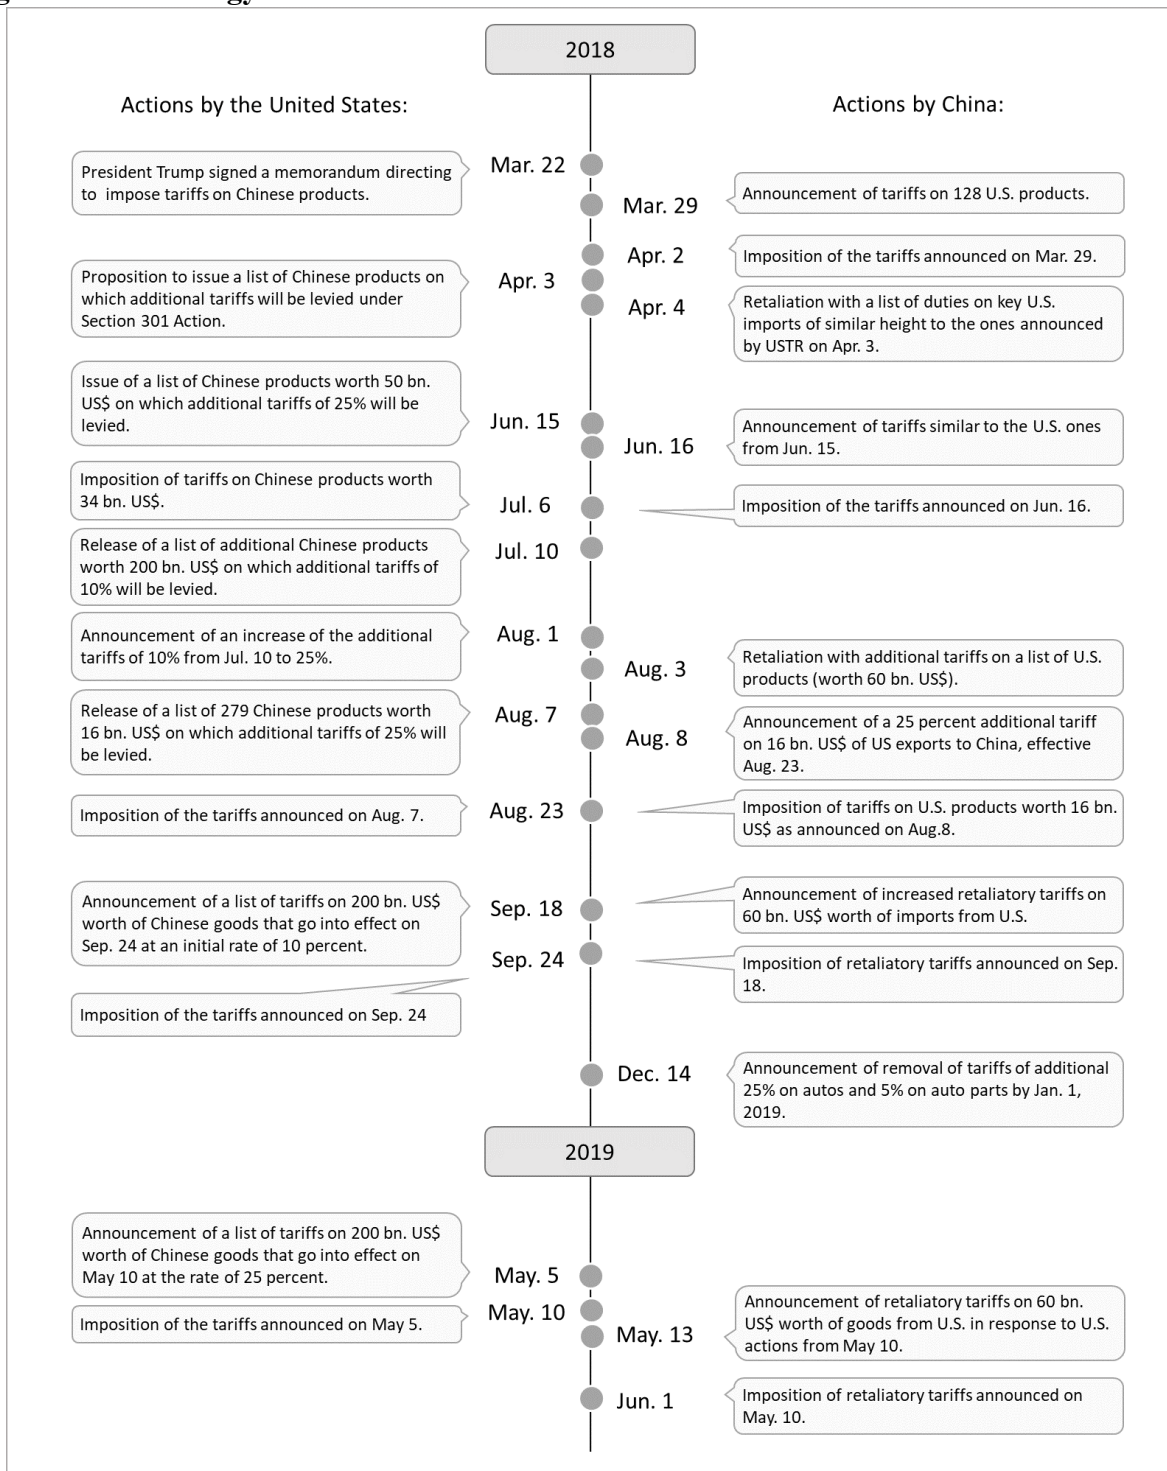 2018
Actions by the United States:
Actions by China:
Mar. 22
President Trump signed a memorandum directing
to impose tariffs on Chinese products.
Mar. 29
Announcement of tariffs on 128 U.S. products.
Apr. 2
Imposition of the tariffs announced on Mar. 29.
Apr. 3
Proposition to issue a list of Chinese products on
which additional tariffs will be levied under
Section 301 Action.
Apr. 4
Retaliation with a list of duties on key U.S.
imports of similar height to the ones announced
by USTR on Apr. 3.
Issue of a list of Chinese products worth 50 bn.
US$ on which additional tariffs of 25% will be
levied.
Jun. 15
Jun. 16
Announcement of tariffs similar to the U.S. ones
from Jun. 15.
Imposition of tariffs on Chinese products worth
34 bn. US$.
Jul. 6
Imposition of the tariffs announced on Jun. 16.
Release of a list of additional Chinese products
worth 200 bn. US$ on which additional tariffs of
10% will be levied.
Jul. 10
Announcement of an increase of the additional
tariffs of 10% from Jul. 10 to 25%.
Aug. 1
Aug. 3
Retaliation with additional tariffs on a list of U.S.
products (worth 60 bn. US$).
Release of a list of 279 Chinese products worth
16 bn. US$ on which additional tariffs of 25% will
be levied.
Aug. 7
Aug. 8
Announcement of a 25 percent additional tariff
on 16 bn. US$ of US exports to China, effective
Aug. 23.
Imposition of the tariffs announced on Aug. 7.
Aug. 23
Imposition of tariffs on U.S. products worth 16 bn.
US$ as announced on Aug.8.
Announcement of a list of tariffs on 200 bn. US$
worth of Chinese goods that go into effect on
Sep. 24 at an initial rate of 10 percent.
Sep. 18
Announcement of increased retaliatory tariffs on
60 bn. US$ worth of imports from U.S.
Sep. 24
Imposition of retaliatory tariffs announced on Sep.
18.
Imposition of the tariffs announced on Sep. 24
Dec. 14
Announcement of removal of tariffs of additional
25% on autos and 5% on auto parts by Jan. 1,
2019.
2019
Announcement of a list of tariffs on 200 bn. US$
worth of Chinese goods that go into effect on
May 10 at the rate of 25 percent.
May. 5
May. 10
Imposition of the tariffs announced on May 5.
May. 13
Announcement of retaliatory tariffs on 60 bn.
US$ worth of goods from U.S. in response to U.S.
actions from May 10.
Jun. 1
Imposition of retaliatory tariffs announced on
May. 10.